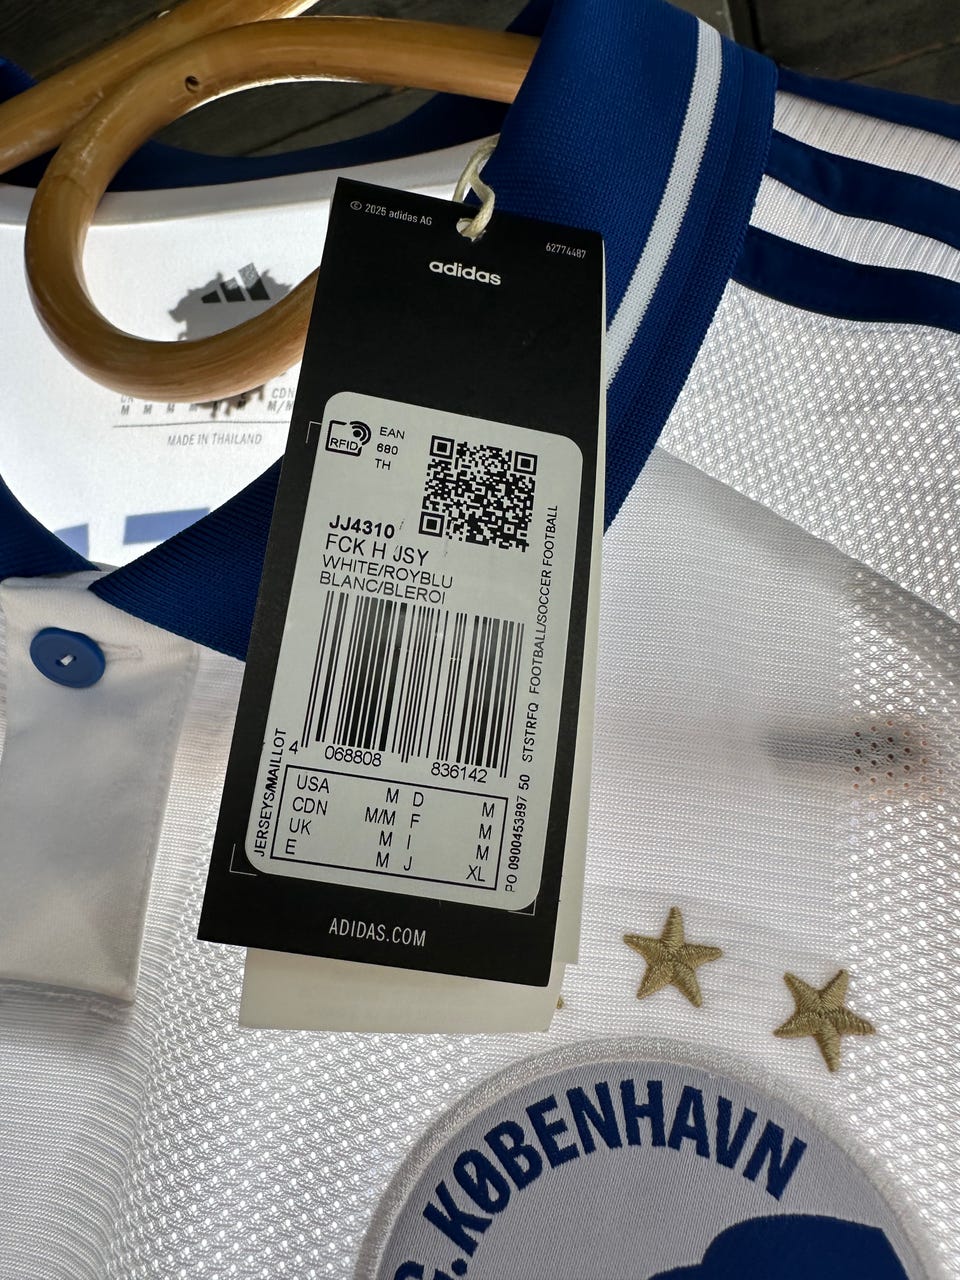 © 2025 adidas AG
62774487
adidas
RFID
EAN
680
TH
JJ4310
FCK H JSY
WHITE/ROYBLU
BLANC/BLEROI
4 068808 836142
JERSEYS/MAILLOT
STSTRFQ FOOTBALL/SOCCER FOOTBALL
PO 0900453897 50
USA M D M
CDN M/M F M
UK M I M
E M J XL
ADIDAS.COM
CDN
M M M M/M
MADE IN THAILAND
F.C. KØBENHAVN